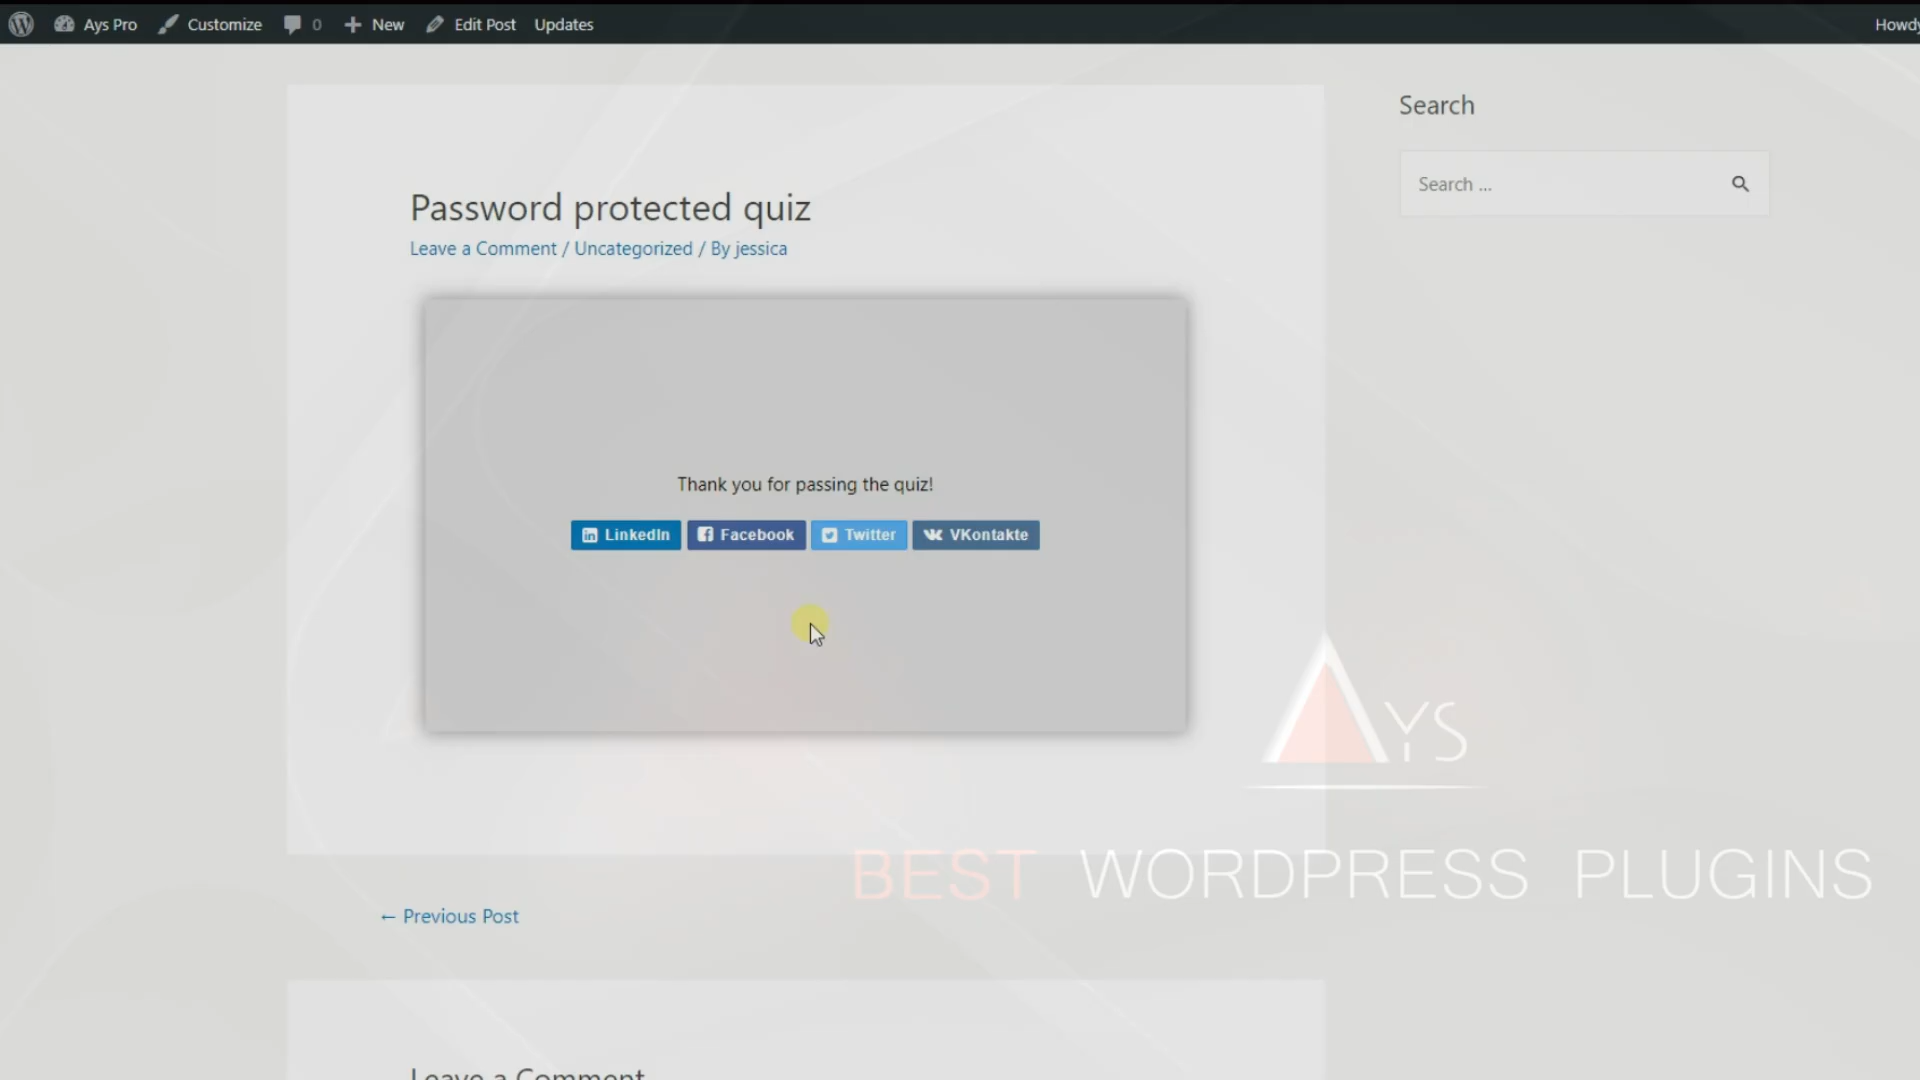 Ays Pro Customize 0 New Edit Post Updates Howdy
Search
Search ...
Password protected quiz
Leave a Comment / Uncategorized / By jessica
Thank you for passing the quiz!
LinkedIn Facebook Twitter VKontakte
AYS
BEST WORDPRESS PLUGINS
← Previous Post
Leave a Comment